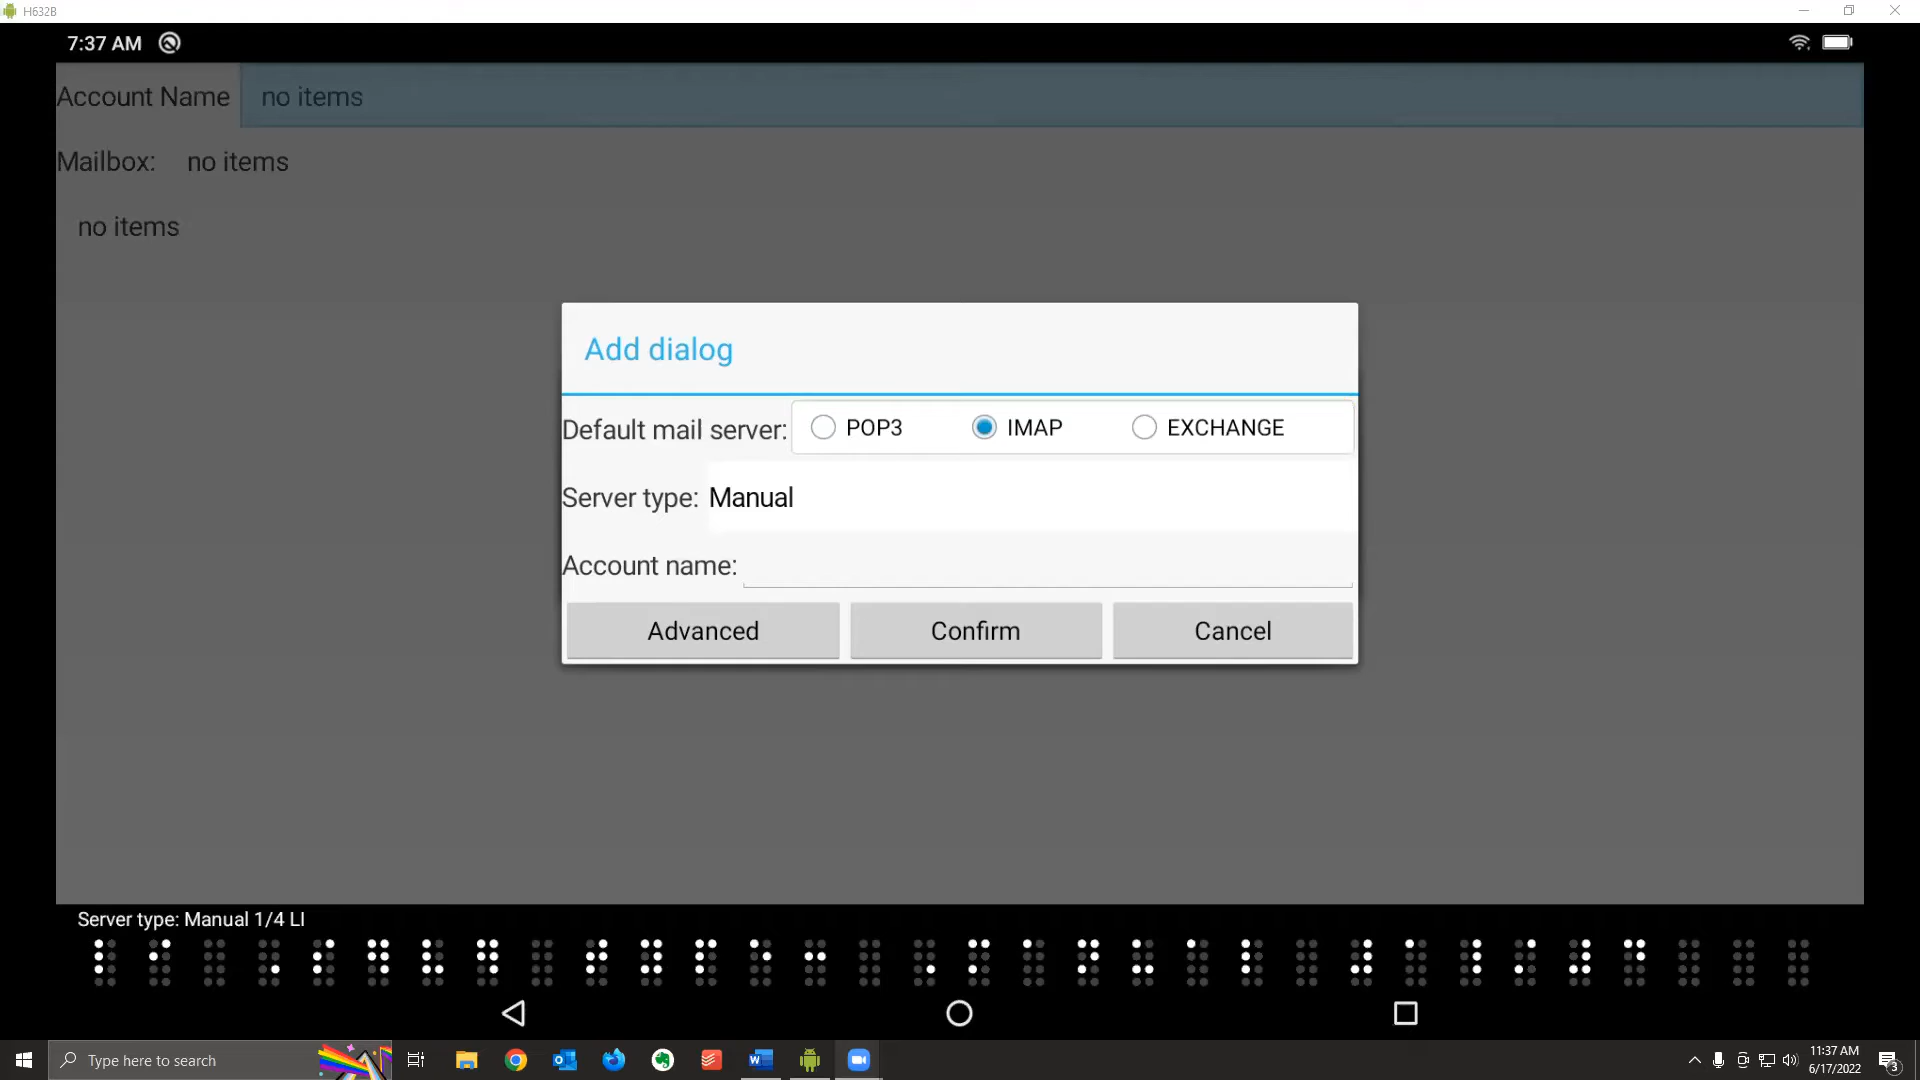 H632B
7:37 AM
Account Name no items
Mailbox: no items
no items
Add dialog
Default mail server: POP3 IMAP EXCHANGE
Server type: Manual
Account name:
Advanced Confirm Cancel
Server type: Manual 1/4 LI
Type here to search
11:37 AM
6/17/2022
3